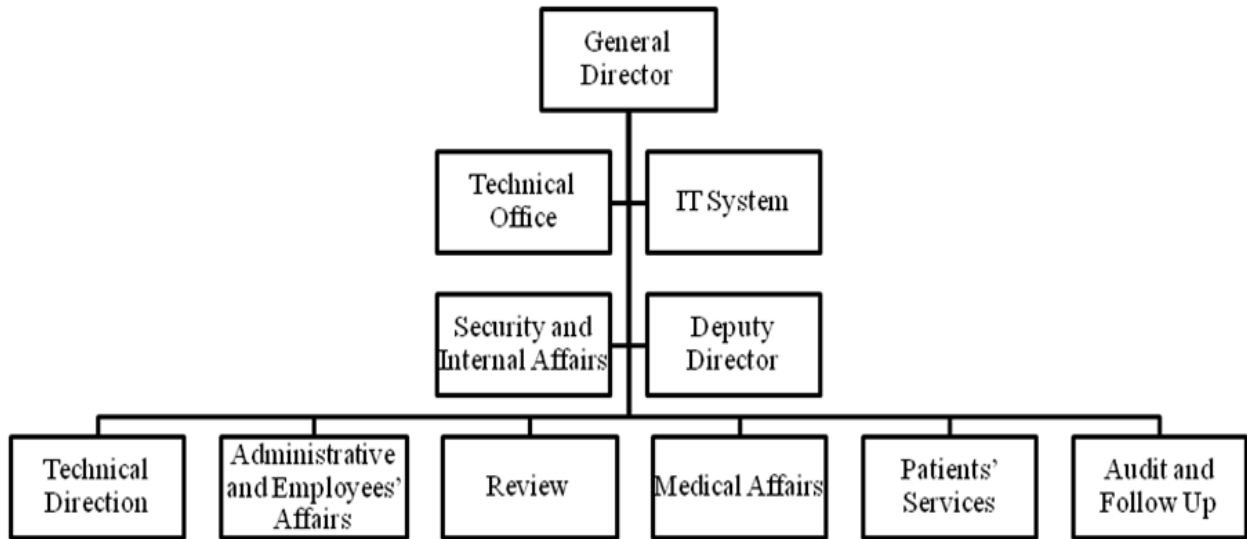 General
Director
Technical
Office
IT System
Security and
Internal Affairs
Deputy
Director
Technical
Direction
Administrative
and Employees’
Affairs
Review
Medical Affairs
Patients’
Services
Audit and
Follow Up